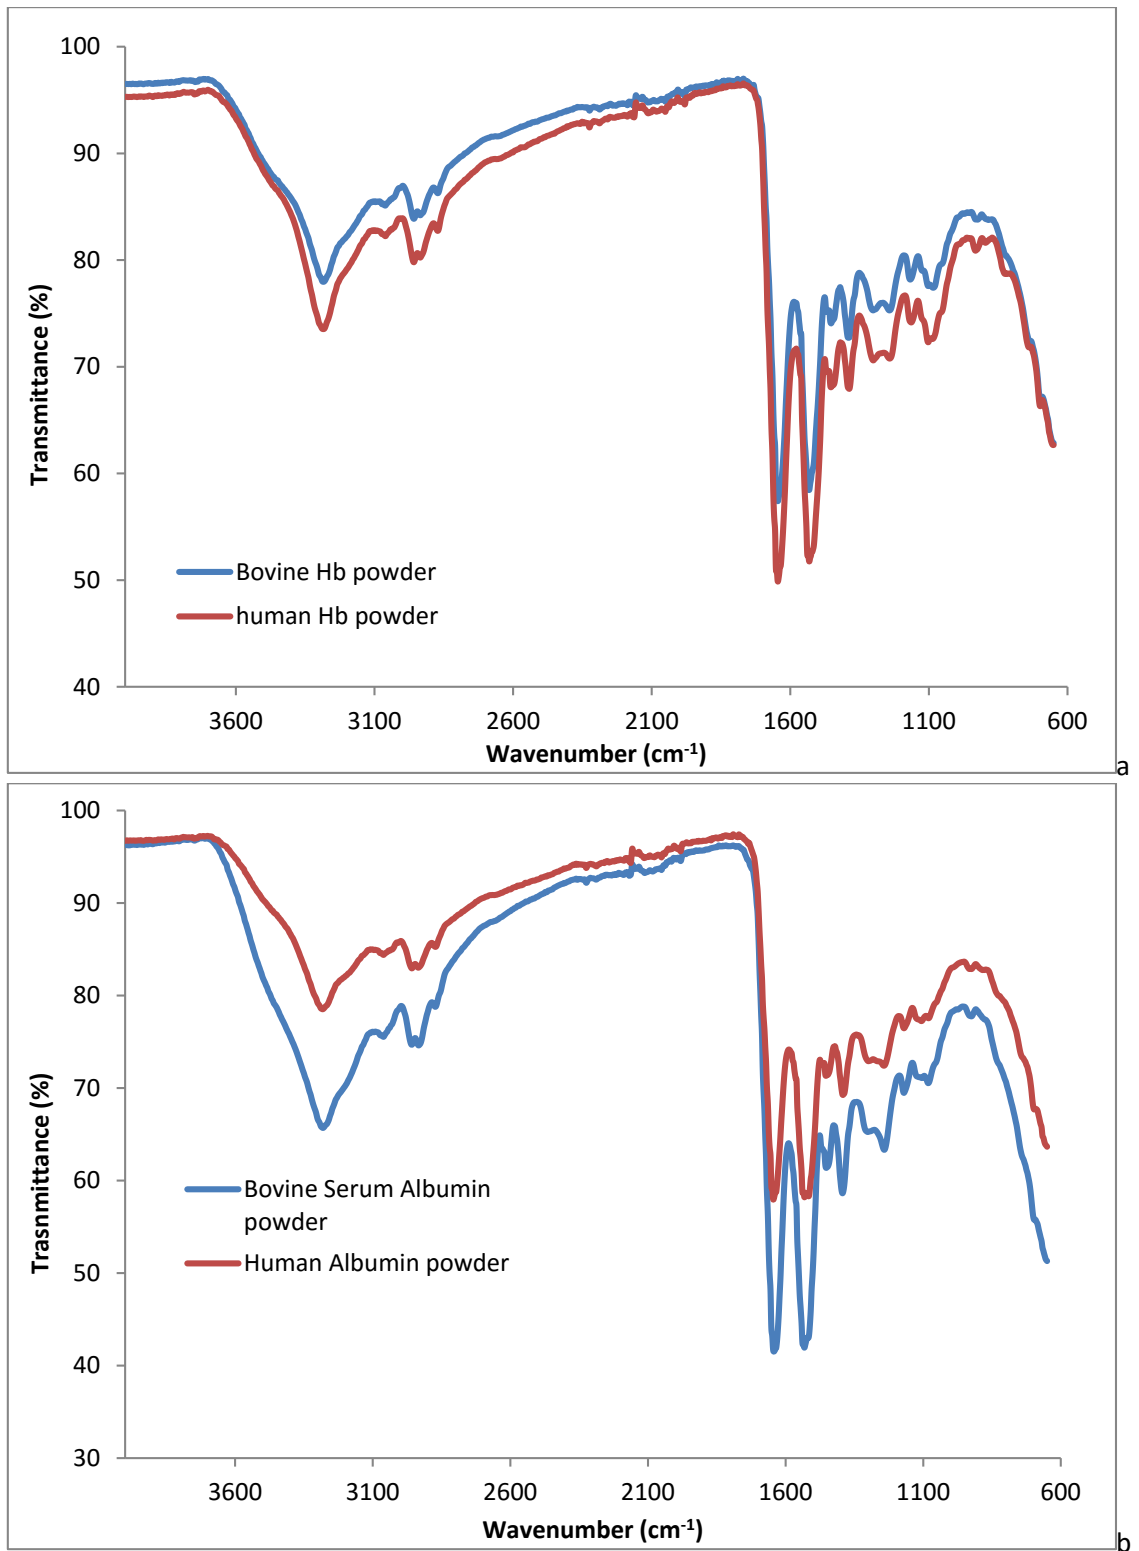 100
90
80
70
60
50
40
Transmittance (%)
Bovine Hb powder
human Hb powder
3600 3100 2600 2100 1600 1100 600
Wavenumber (cm⁻¹)
a
100
90
80
70
60
50
40
30
Trasnmittance (%)
Bovine Serum Albumin
powder
Human Albumin powder
3600 3100 2600 2100 1600 1100 600
Wavenumber (cm⁻¹)
b